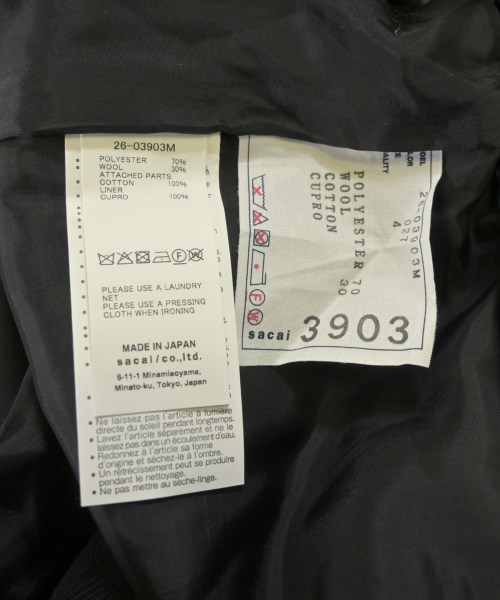 26-03903M
POLYESTER 70%
WOOL 30%
ATTACHED PARTS
COTTON 100%
LINER
CUPRO 100%
PLEASE USE A LAUNDRY
NET
PLEASE USE A PRESSING
CLOTH WHEN IRONING
MADE IN JAPAN
sacai/co.,ltd.
6-11-1 Minamiaoyama,
Minato-ku, Tokyo, Japan
• Ne laissez pas l'article à lumière
directe du soleil pendant longtemps.
• Lavez l'article séparément et ne le
laissez pas dans un écoulement d'eau.
• Redonnez à l'article sa forme
d'origine et séchez-le à l'ombre.
• Un rétrécissement peut se produire
pendant le nettoyage.
• Ne pas mettre au sèche-linge.
26-03903M
027
4
POLYESTER 70
WOOL 30
COTTON
CUPRO
F
W
sacai 3903